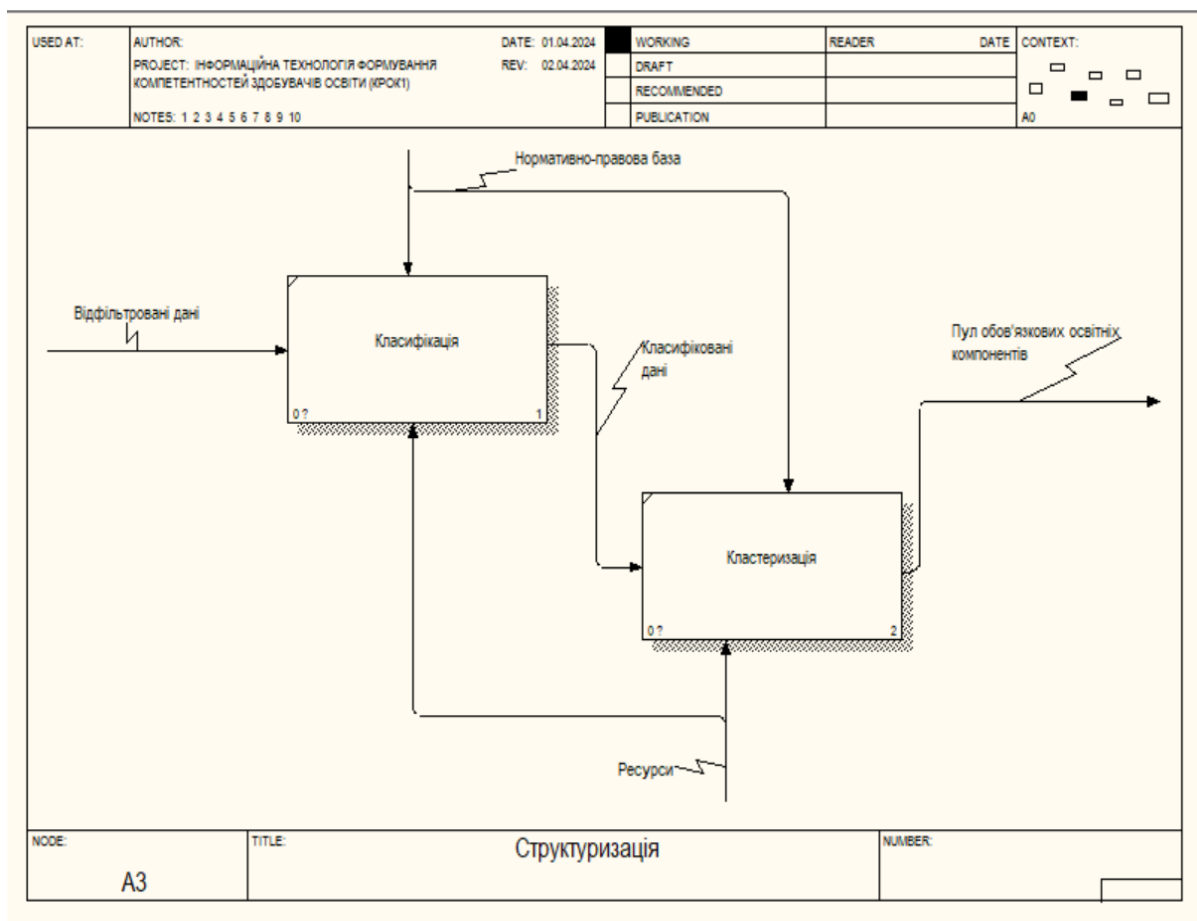 USED AT:
AUTHOR:
DATE: 01.04.2024
PROJECT: ІНФОРМАЦІЙНА ТЕХНОЛОГІЯ ФОРМУВАННЯ
КОМПЕТЕНТНОСТЕЙ ЗДОБУВАЧІВ ОСВІТИ (КРОК1)
REV: 02.04.2024
NOTES: 1 2 3 4 5 6 7 8 9 10
WORKING
DRAFT
RECOMMENDED
PUBLICATION
READER DATE
CONTEXT:
A0
Нормативно-правова база
Відфільтровані дані
Класифікація
0 ? 1
Класифіковані
дані
Пул обов'язкових освітніх
компонентів
Кластеризація
0 ? 2
Ресурси
NODE:
A3
TITLE:
Структуризація
NUMBER: